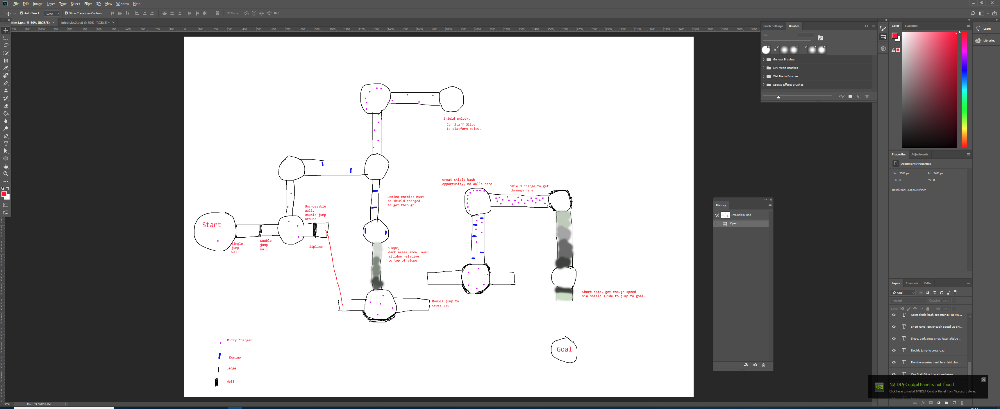 File Edit Image Layer Type Select Filter 3D View Window Help
Auto-Select: Layer Show Transform Controls 3D Mode:
sles1.psd @ 50% (RGB/8) × IntroIsles2.psd @ 50% (RGB/8) * ×
Start
Single
jump
wall
Double
jump
wall
Uncrossable
wall.
Double jump
around
Zipline
Shield unlock.
Can Staff Glide
to platform below.
Domino enemies must
be shield charged
to get through.
Slope,
dark areas show lower
altidue relative
to top of slope.
Double jump to
cross gap
Great shield bash
opportunity, no walls here
Shield Charge to get
through here
Short ramp, get enough speed
via shield slide to jump to goal.
Goal
Dizzy Charger
Domino
Ledge
Wall
Brush Settings Brushes
Size:
General Brushes
Dry Media Brushes
Wet Media Brushes
Special Effects Brushes
History
IntroIsles1.psd
Open
Color Swatches
Learn
Libraries
Properties Adjustments
Document Properties
W: 3508 px H: 2480 px
X: 0 Y: 0
Resolution: 300 pixels/inch
Layers Channels Paths
Kind
Normal Opacity: 100%
Lock: Fill: 100%
Great shield bash opportunity, no wal...
Short ramp, get enough speed via shi...
Slope, dark areas show lower altidue ...
Double jump to cross gap
Domino enemies must be shield char...
Can Staff Glide to platform below.
NVIDIA Control Panel is not found
Click here to install NVIDIA Control Panel from Microsoft store.
50% Doc: 24.9M/91.7M